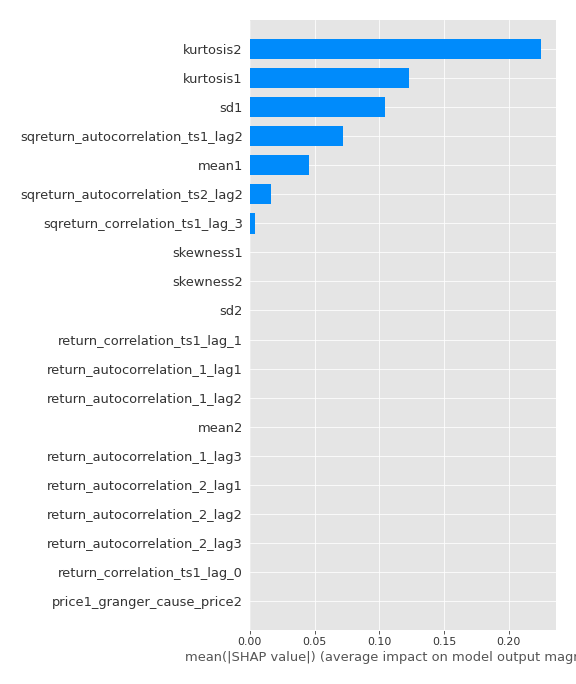 kurtosis2
kurtosis1
sd1
sqreturn_autocorrelation_ts1_lag2
mean1
sqreturn_autocorrelation_ts2_lag2
sqreturn_correlation_ts1_lag_3
skewness1
skewness2
sd2
return_correlation_ts1_lag_1
return_autocorrelation_1_lag1
return_autocorrelation_1_lag2
mean2
return_autocorrelation_1_lag3
return_autocorrelation_2_lag1
return_autocorrelation_2_lag2
return_autocorrelation_2_lag3
return_correlation_ts1_lag_0
price1_granger_cause_price2
0.00 0.05 0.10 0.15 0.20
mean(|SHAP value|) (average impact on model output magn